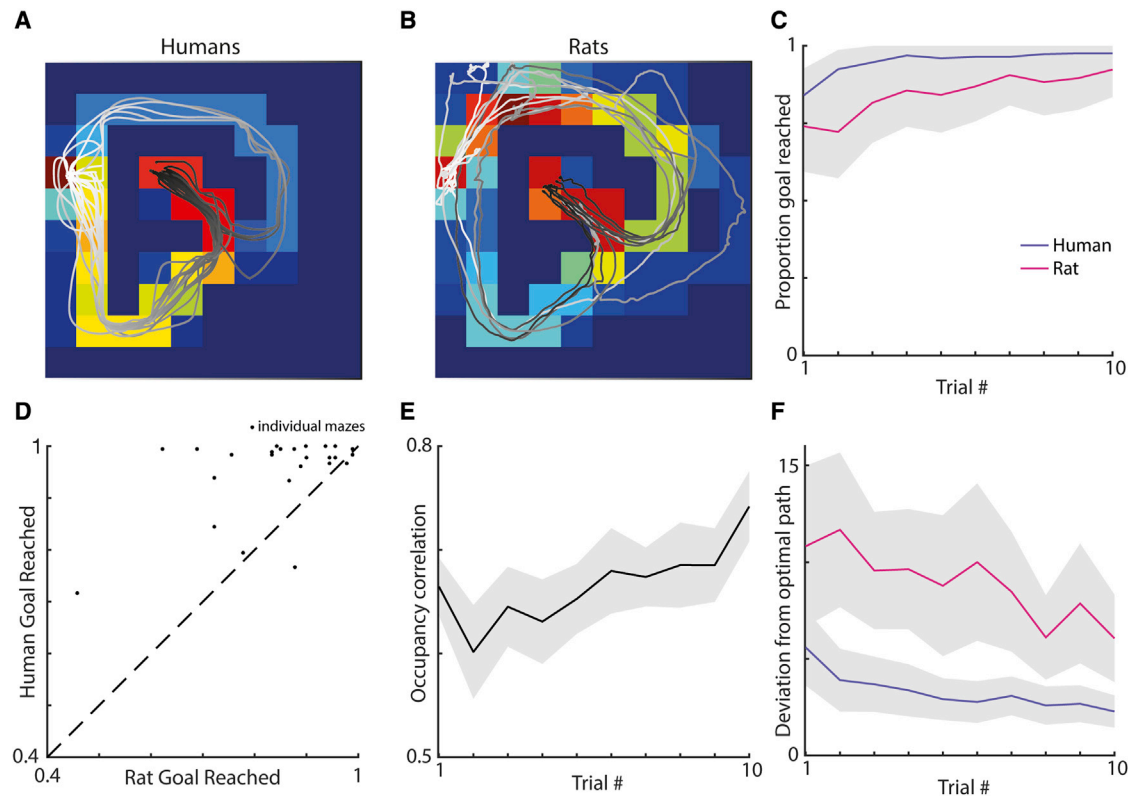 A
Humans
B
Rats
C
1
Proportion goal reached
0
1
10
Trial #
Human
Rat
D
• individual mazes
1
Human Goal Reached
0.4
0.4
Rat Goal Reached
1
E
0.8
Occupancy correlation
0.5
1
Trial #
10
F
15
Deviation from optimal path
0
1
Trial #
10